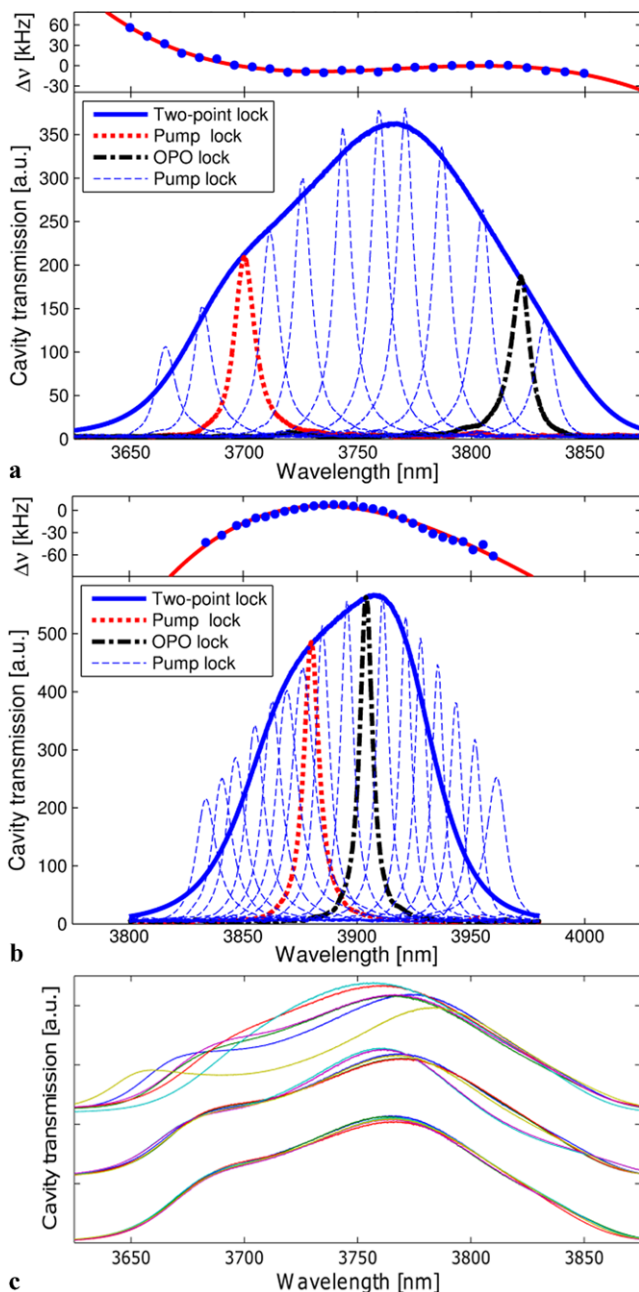 Δν [kHz]
60
30
0
-30
Cavity transmission [a.u.]
350
300
250
200
150
100
50
0
Two-point lock
Pump lock
OPO lock
Pump lock
3650
3700
3750
3800
3850
Wavelength [nm]
a
Δν [kHz]
0
-30
-60
Cavity transmission [a.u.]
500
400
300
200
100
0
Two-point lock
Pump lock
OPO lock
Pump lock
3800
3850
3900
3950
4000
Wavelength [nm]
b
Cavity transmission [a.u.]
3650
3700
3750
3800
3850
Wavelength [nm]
c